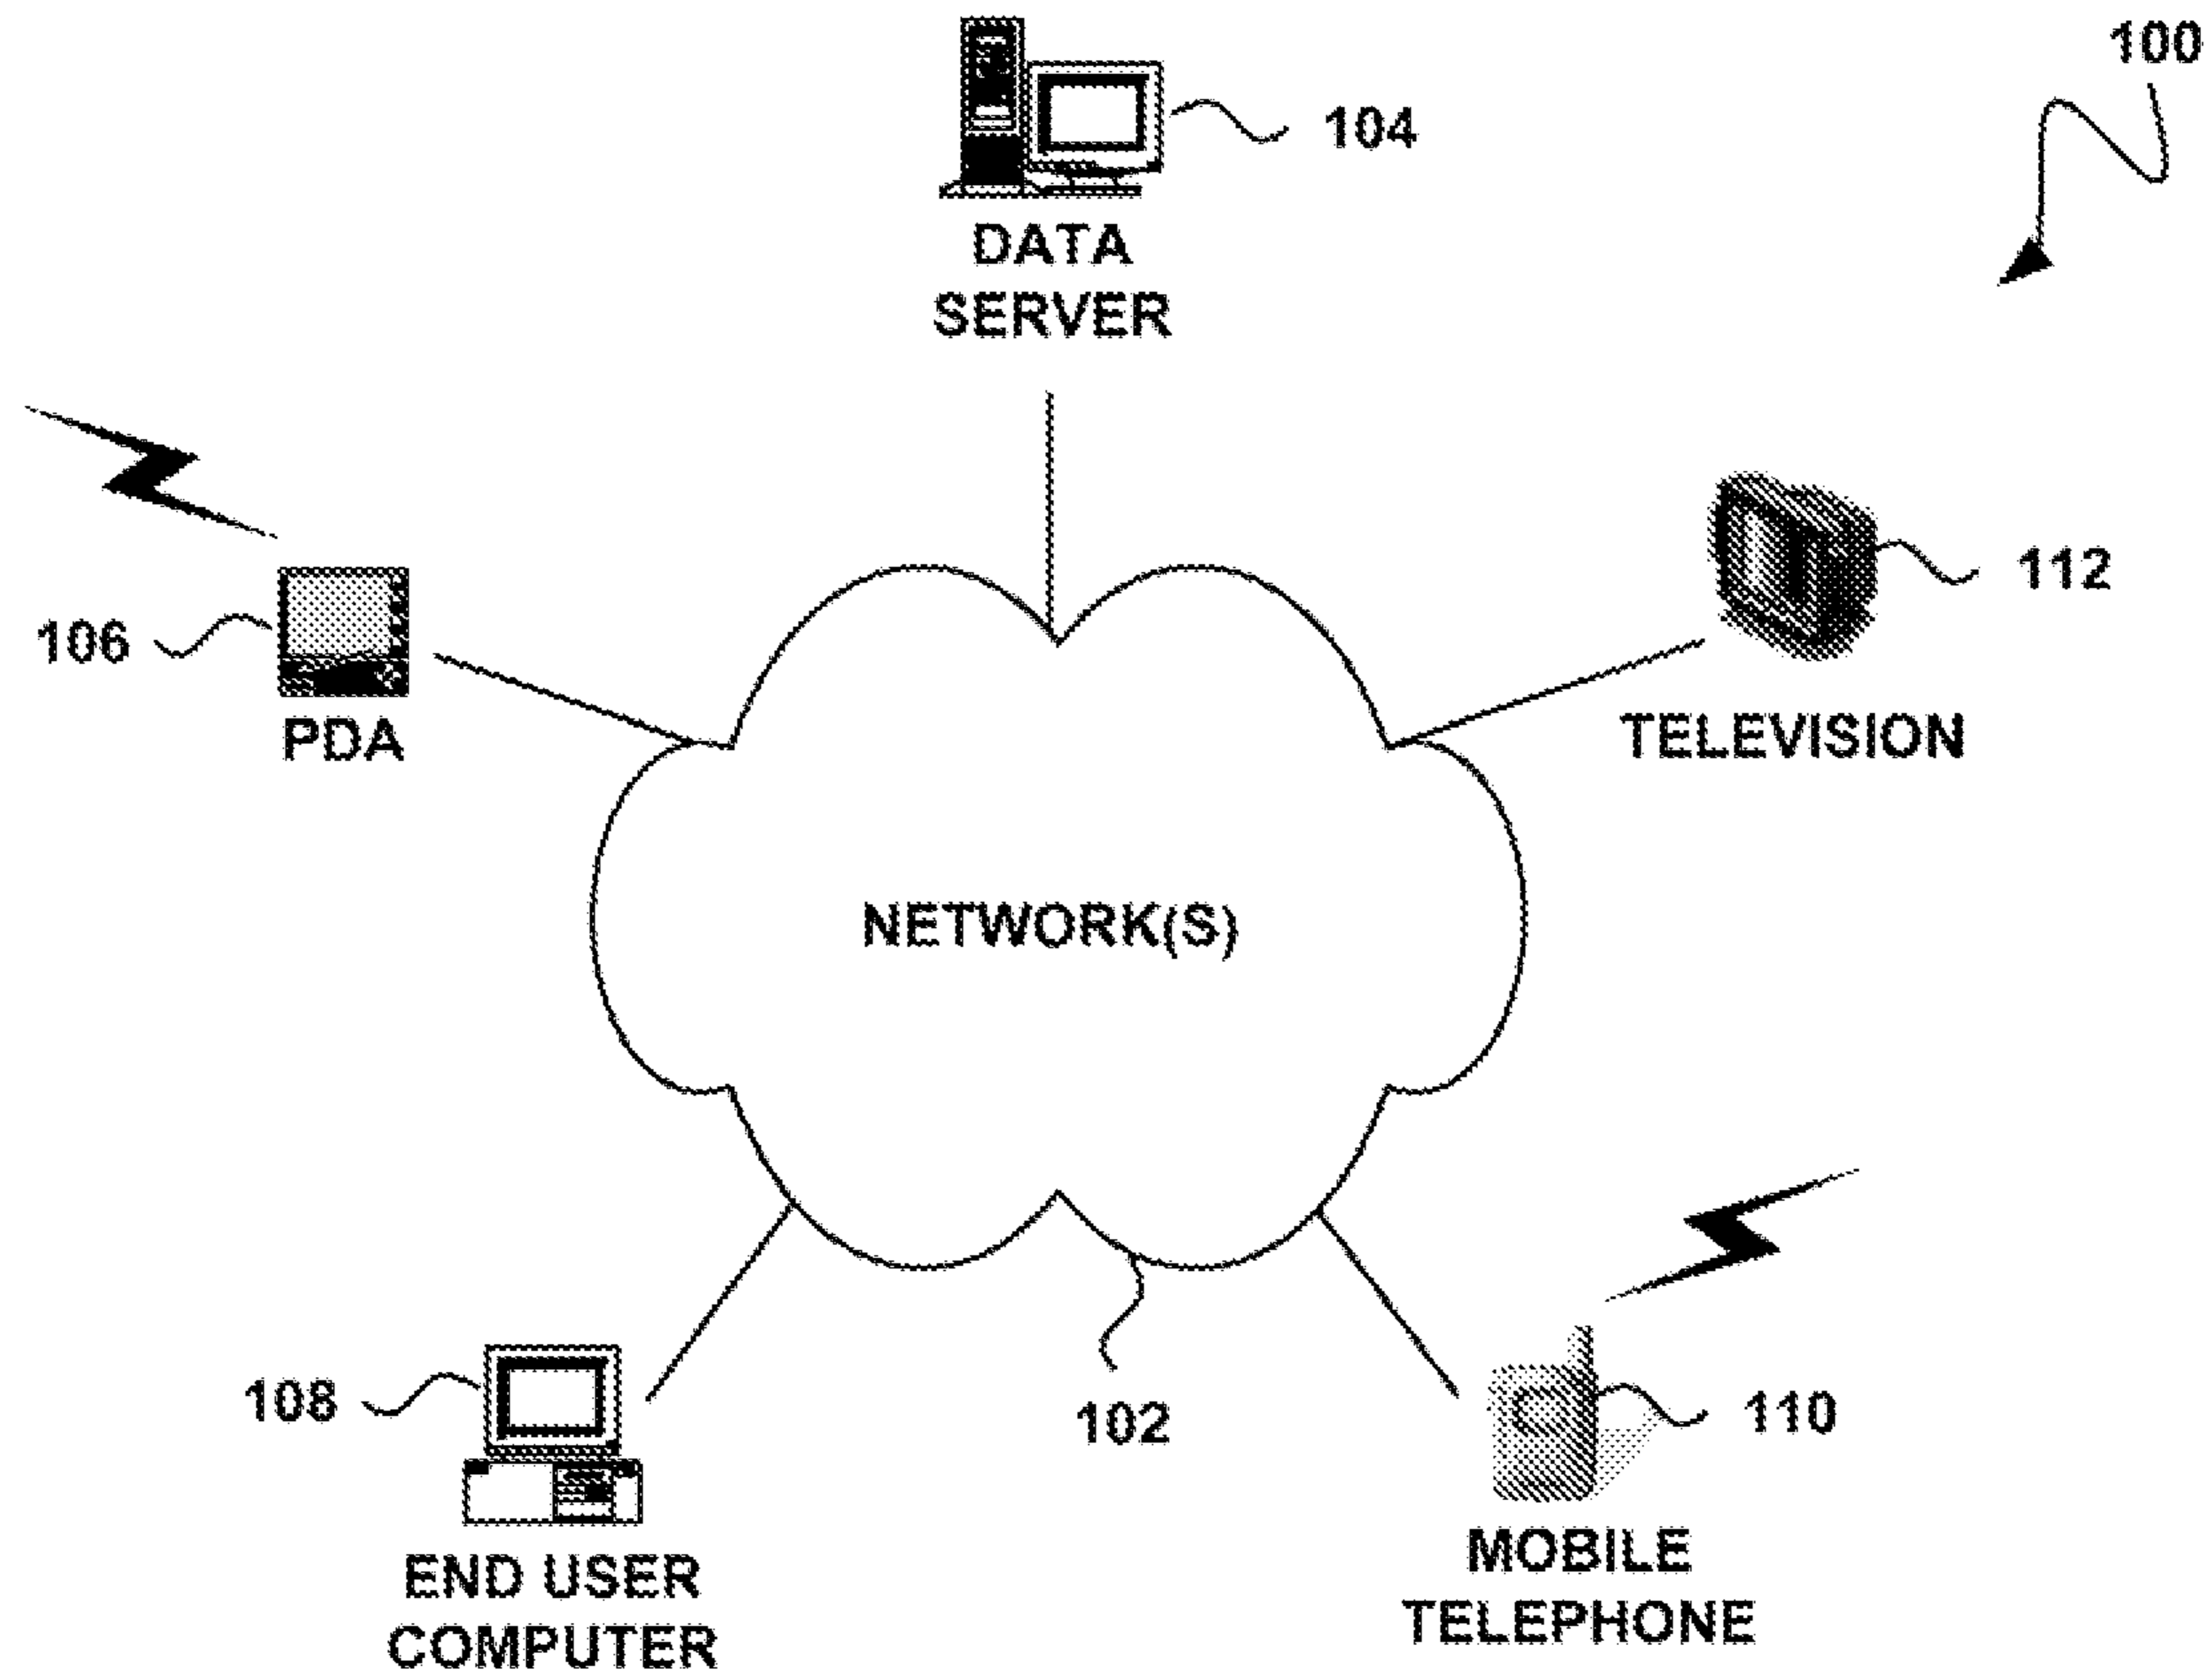 100
104
DATA
SERVER
112
106
PDA
TELEVISION
NETWORK(S)
108
102
110
END USER
COMPUTER
MOBILE
TELEPHONE